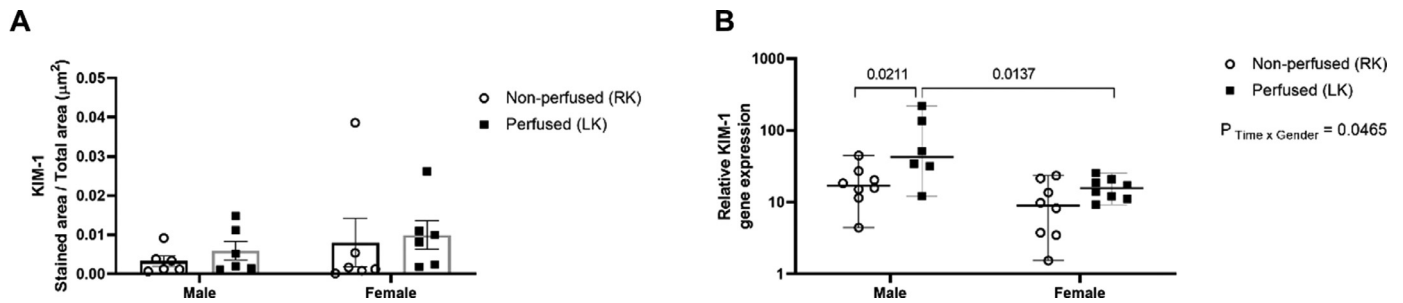 A
KIM-1
Stained area / Total area (µm²)
0.05
0.04
0.03
0.02
0.01
0.00
Male
Female
Non-perfused (RK)
Perfused (LK)
B
Relative KIM-1
gene expression
1000
100
10
1
0.0211
0.0137
Male
Female
Non-perfused (RK)
Perfused (LK)
P Time x Gender = 0.0465